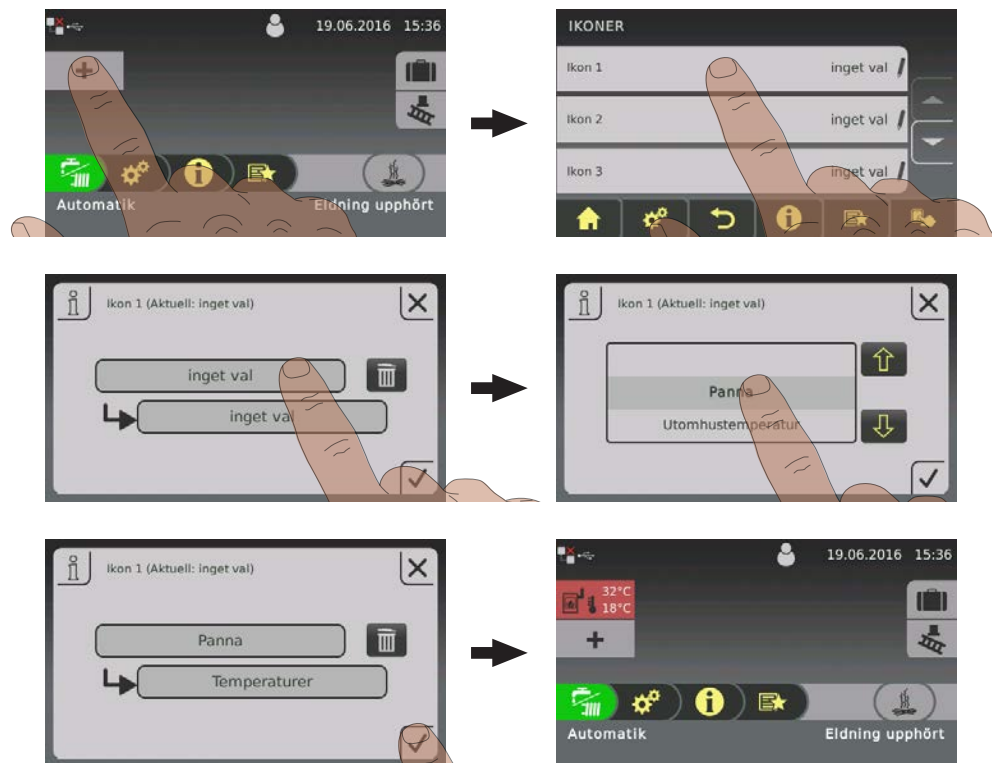 19.06.2016 15:36
Automatik
Eldning upphört
IKONER
Ikon 1 inget val
Ikon 2 inget val
Ikon 3 inget val
Ikon 1 (Aktuell: inget val)
inget val
inget val
Ikon 1 (Aktuell: inget val)
Panna
Utomhustemperatur
Ikon 1 (Aktuell: inget val)
Panna
Temperaturer
19.06.2016 15:36
32°C
18°C
Automatik
Eldning upphört